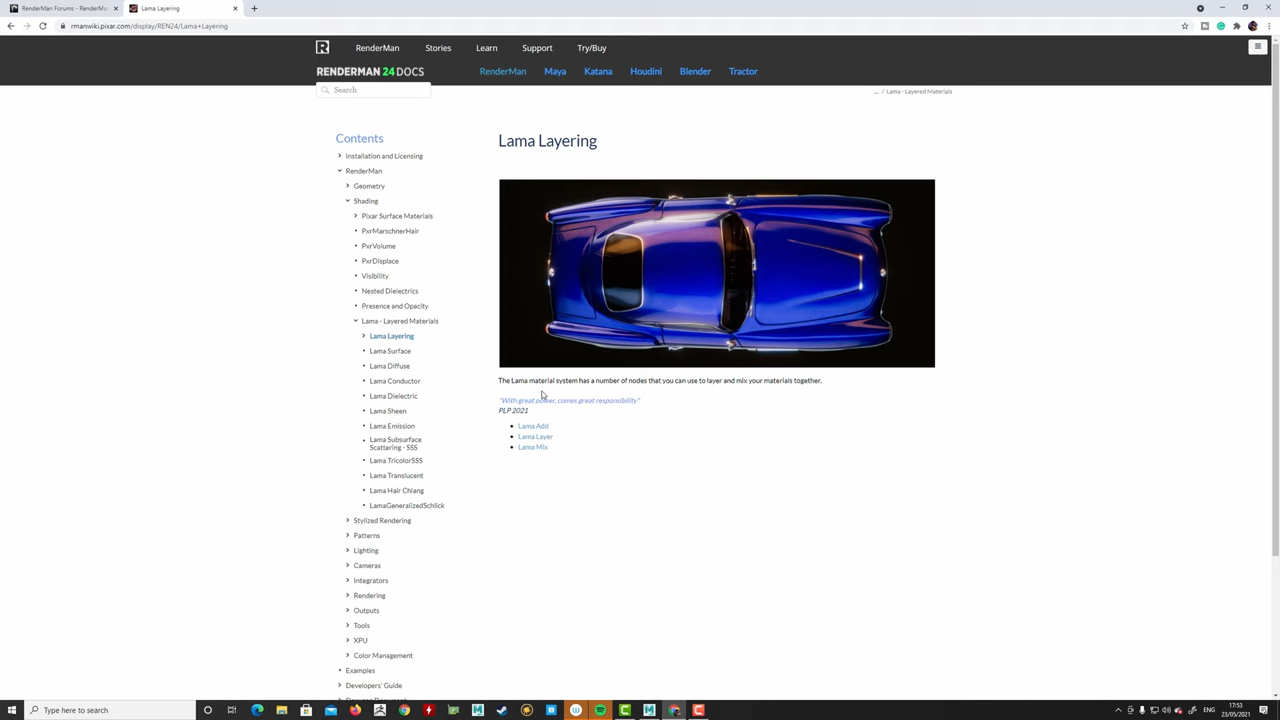 RenderMan Forums - RenderMan
Lama Layering
rmanwiki.pixar.com/display/REN24/Lama+Layering
RenderMan Stories Learn Support Try/Buy
RENDERMAN 24 DOCS RenderMan Maya Katana Houdini Blender Tractor
Search
... / Lama - Layered Materials
Contents
Installation and Licensing
RenderMan
Geometry
Shading
Pixar Surface Materials
PxrMarschnerHair
PxrVolume
PxrDisplace
Visibility
Nested Dielectrics
Presence and Opacity
Lama - Layered Materials
Lama Layering
Lama Surface
Lama Diffuse
Lama Conductor
Lama Dielectric
Lama Sheen
Lama Emission
Lama Subsurface
Scattering - SSS
Lama TricolorSSS
Lama Translucent
Lama Hair Chiang
LamaGeneralizedSchlick
Stylized Rendering
Patterns
Lighting
Cameras
Integrators
Rendering
Outputs
Tools
XPU
Color Management
Examples
Developers' Guide
Lama Layering
The Lama material system has a number of nodes that you can use to layer and mix your materials together.
"With great power, comes great responsibility"
PLP 2021
Lama Add
Lama Layer
Lama Mix
Type here to search
ENG
17:53
23/05/2021